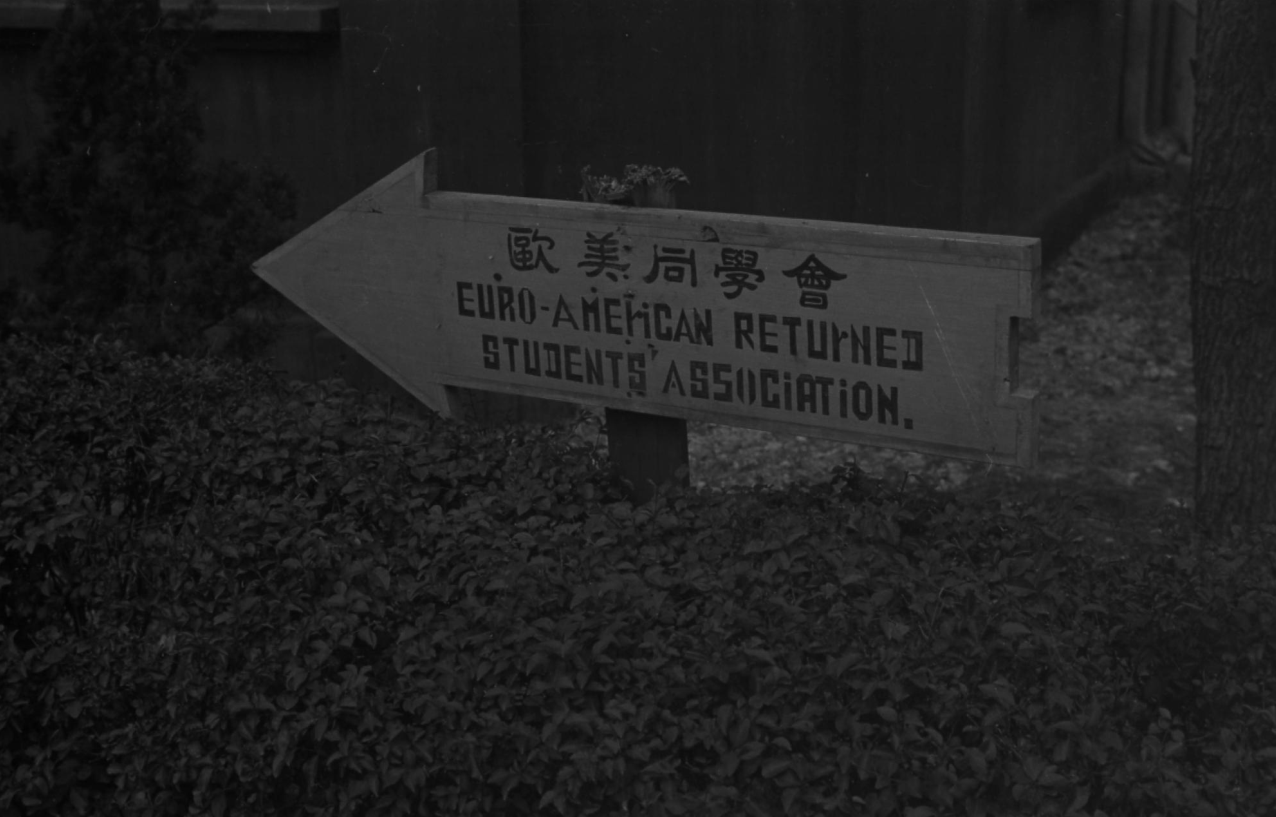 歐美同學會
EURO-AMERiCAN RETURNED
STUDENTS' ASSOCiATiON.